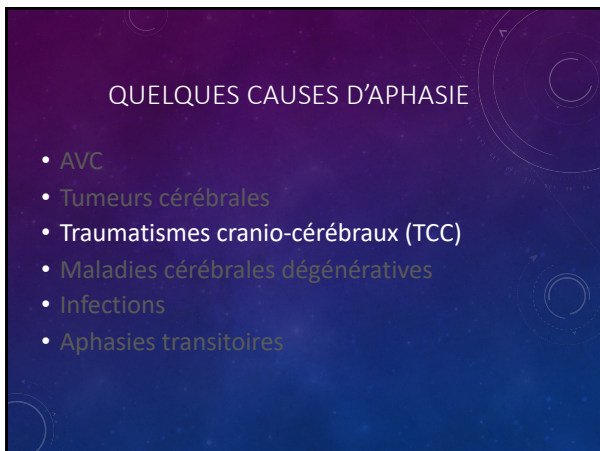 QUELQUES CAUSES D'APHASIE
• AVC
• Tumeurs cérébrales
• Traumatismes cranio-cérébraux (TCC)
• Maladies cérébrales dégénératives
• Infections
• Aphasies transitoires